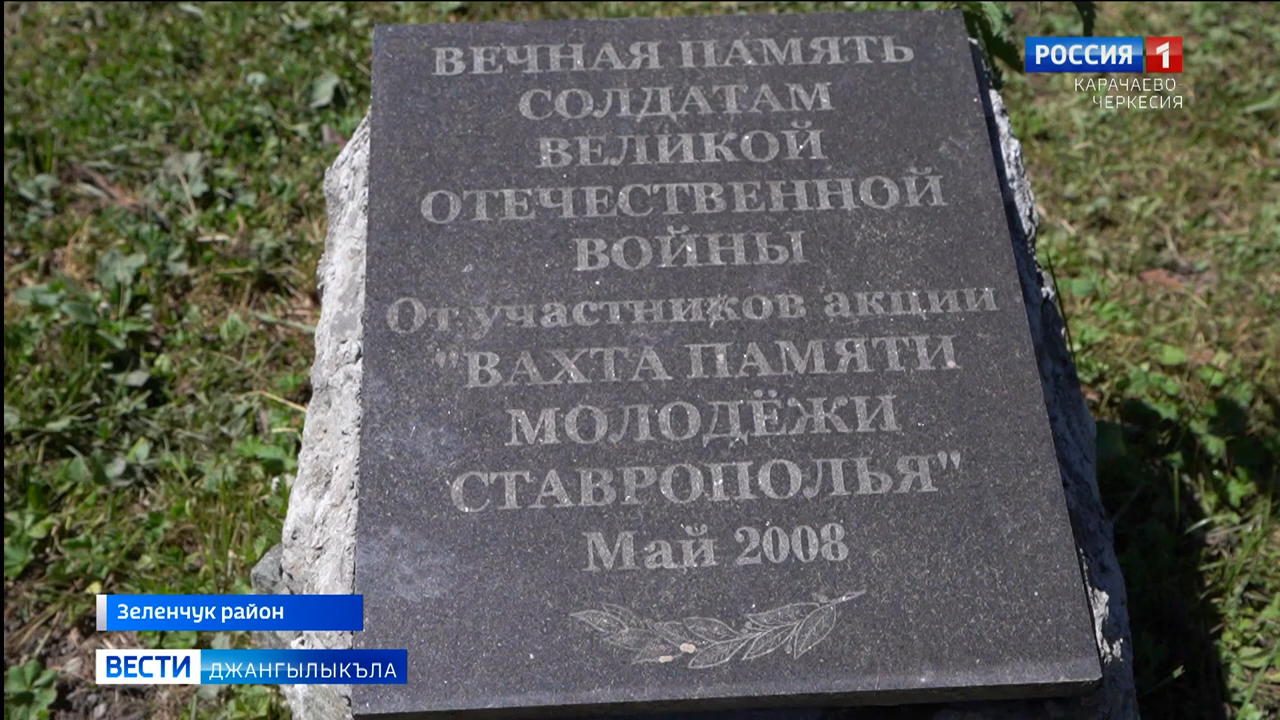 ВЕЧНАЯ ПАМЯТЬ
СОЛДАТАМ
ВЕЛИКОЙ
ОТЕЧЕСТВЕННОЙ
ВОЙНЫ
От участников акции
"ВАХТА ПАМЯТИ
МОЛОДЁЖИ
СТАВРОПОЛЬЯ"
Май 2008
РОССИЯ 1
КАРАЧАЕВО
ЧЕРКЕСИЯ
Зеленчук район
ВЕСТИ ДЖАНГЫЛЫКЪЛА